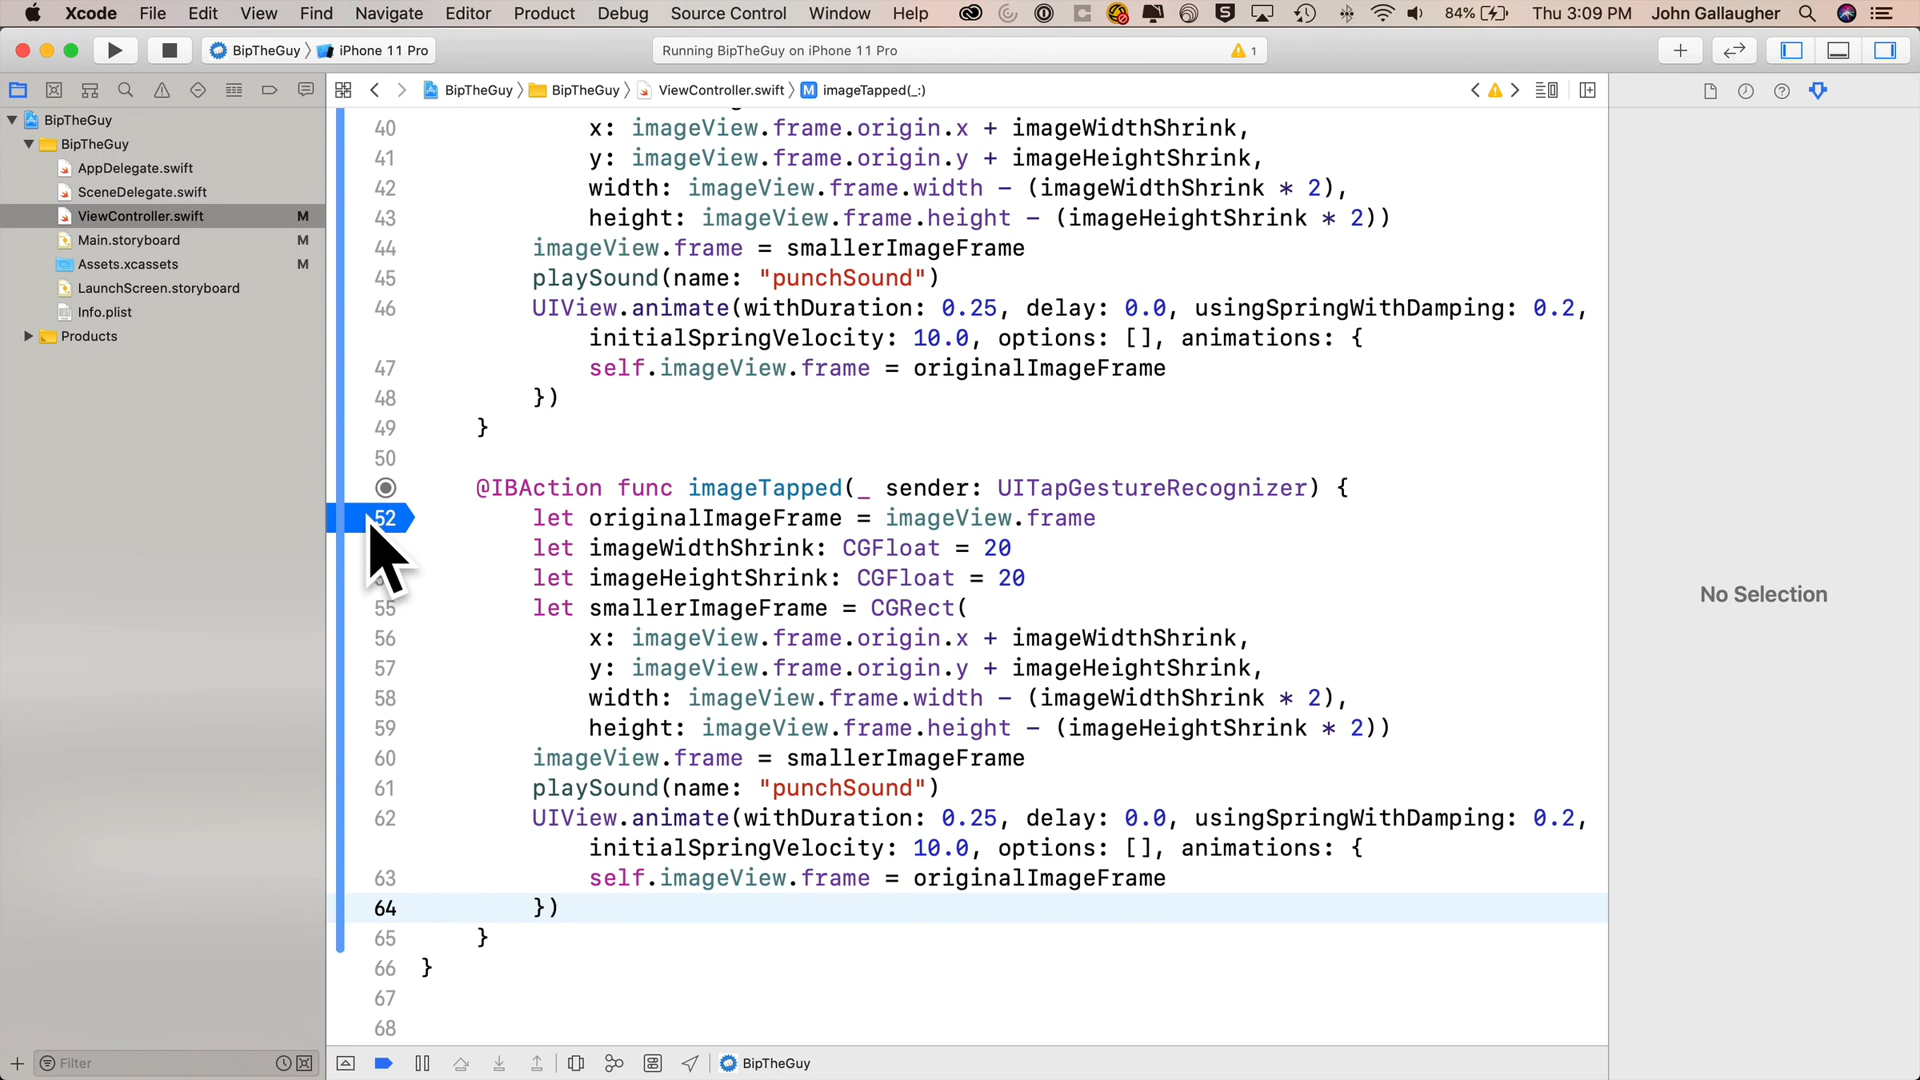 Xcode File Edit View Find Navigate Editor Product Debug Source Control Window Help 84% Thu 3:09 PM John Gallaugher
BipTheGuy iPhone 11 Pro Running BipTheGuy on iPhone 11 Pro 1
BipTheGuy BipTheGuy ViewController.swift M imageTapped(_:)
BipTheGuy
BipTheGuy
AppDelegate.swift
SceneDelegate.swift
ViewController.swift M
Main.storyboard M
Assets.xcassets M
LaunchScreen.storyboard
Info.plist
Products
Filter
40 x: imageView.frame.origin.x + imageWidthShrink,
41 y: imageView.frame.origin.y + imageHeightShrink,
42 width: imageView.frame.width - (imageWidthShrink * 2),
43 height: imageView.frame.height - (imageHeightShrink * 2))
44 imageView.frame = smallerImageFrame
45 playSound(name: "punchSound")
46 UIView.animate(withDuration: 0.25, delay: 0.0, usingSpringWithDamping: 0.2,
initialSpringVelocity: 10.0, options: [], animations: {
47 self.imageView.frame = originalImageFrame
48 })
49 }
50
@IBAction func imageTapped(_ sender: UITapGestureRecognizer) {
52 let originalImageFrame = imageView.frame
let imageWidthShrink: CGFloat = 20
let imageHeightShrink: CGFloat = 20
55 let smallerImageFrame = CGRect(
56 x: imageView.frame.origin.x + imageWidthShrink,
57 y: imageView.frame.origin.y + imageHeightShrink,
58 width: imageView.frame.width - (imageWidthShrink * 2),
59 height: imageView.frame.height - (imageHeightShrink * 2))
60 imageView.frame = smallerImageFrame
61 playSound(name: "punchSound")
62 UIView.animate(withDuration: 0.25, delay: 0.0, usingSpringWithDamping: 0.2,
initialSpringVelocity: 10.0, options: [], animations: {
63 self.imageView.frame = originalImageFrame
64 })
65 }
66 }
67
68
BipTheGuy
No Selection